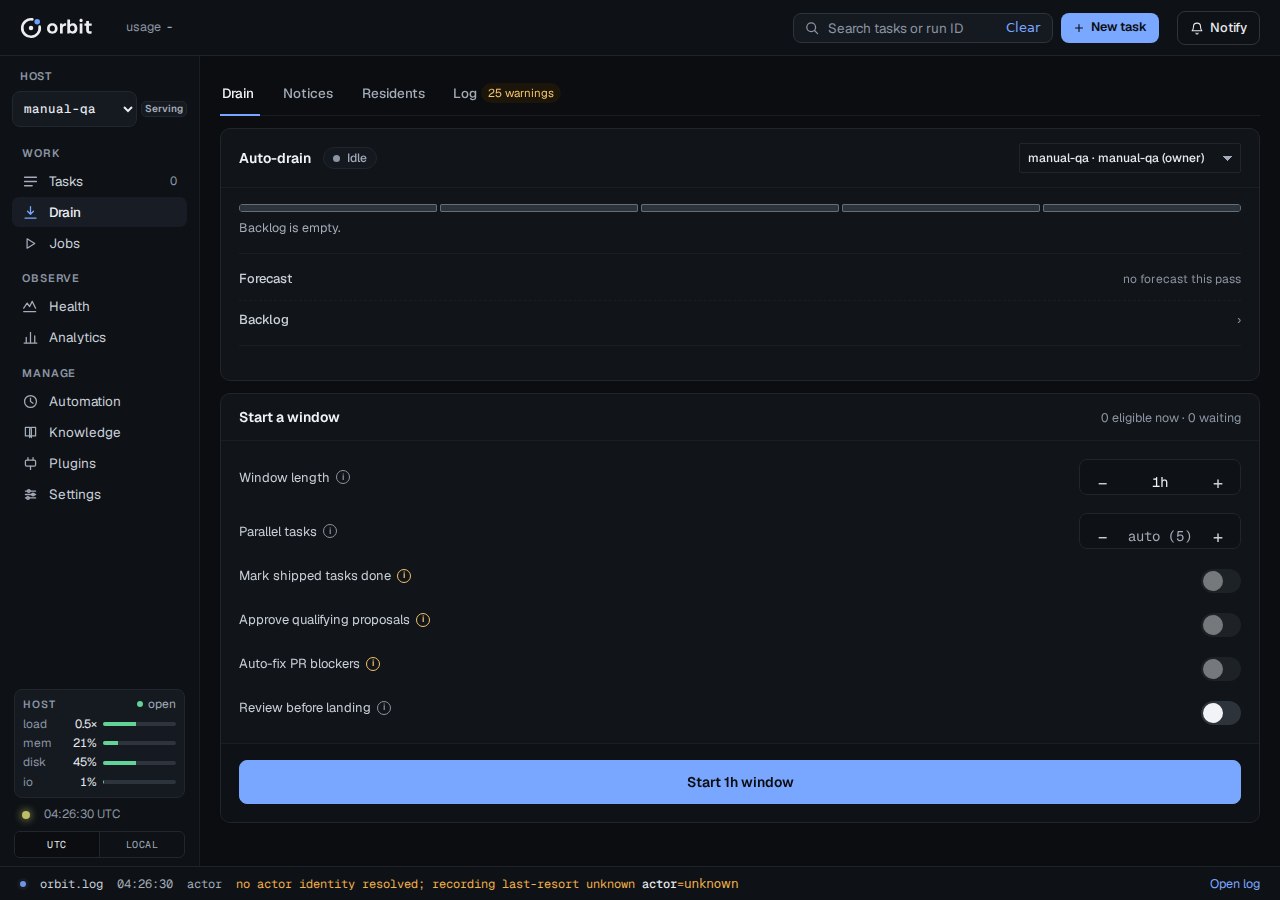 orbit
usage –
Search tasks or run ID
Clear
+ New task
Notify
HOST
manual-qa
Serving
WORK
Tasks 0
Drain
Jobs
OBSERVE
Health
Analytics
MANAGE
Automation
Knowledge
Plugins
Settings
HOST open
load 0.5×
mem 21%
disk 45%
io 1%
04:26:30 UTC
UTC LOCAL
Drain Notices Residents Log 25 warnings
Auto-drain Idle manual-qa · manual-qa (owner)
Backlog is empty.
Forecast no forecast this pass
Backlog ›
Start a window 0 eligible now · 0 waiting
Window length i − 1h +
Parallel tasks i − auto (5) +
Mark shipped tasks done i
Approve qualifying proposals i
Auto-fix PR blockers i
Review before landing i
Start 1h window
orbit.log 04:26:30 actor no actor identity resolved; recording last-resort unknown actor=unknown Open log